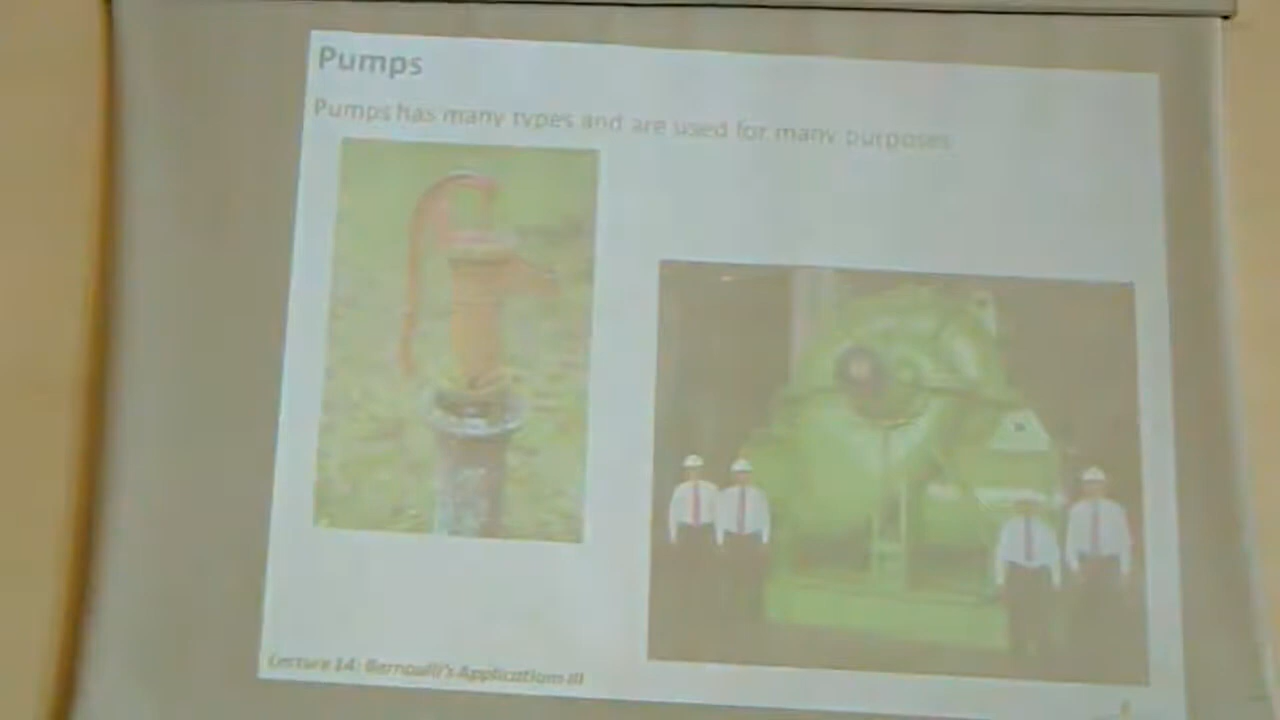 Pumps
Pumps has many types and are used for many purposes
Lecture 14: Bernoulli's Applications III